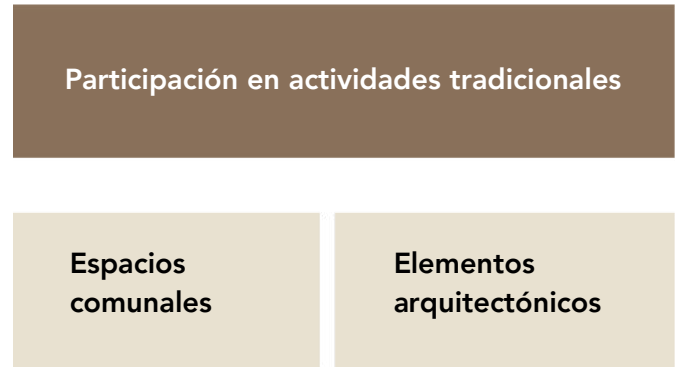 Participación en actividades tradicionales
Espacios
comunales
Elementos
arquitectónicos